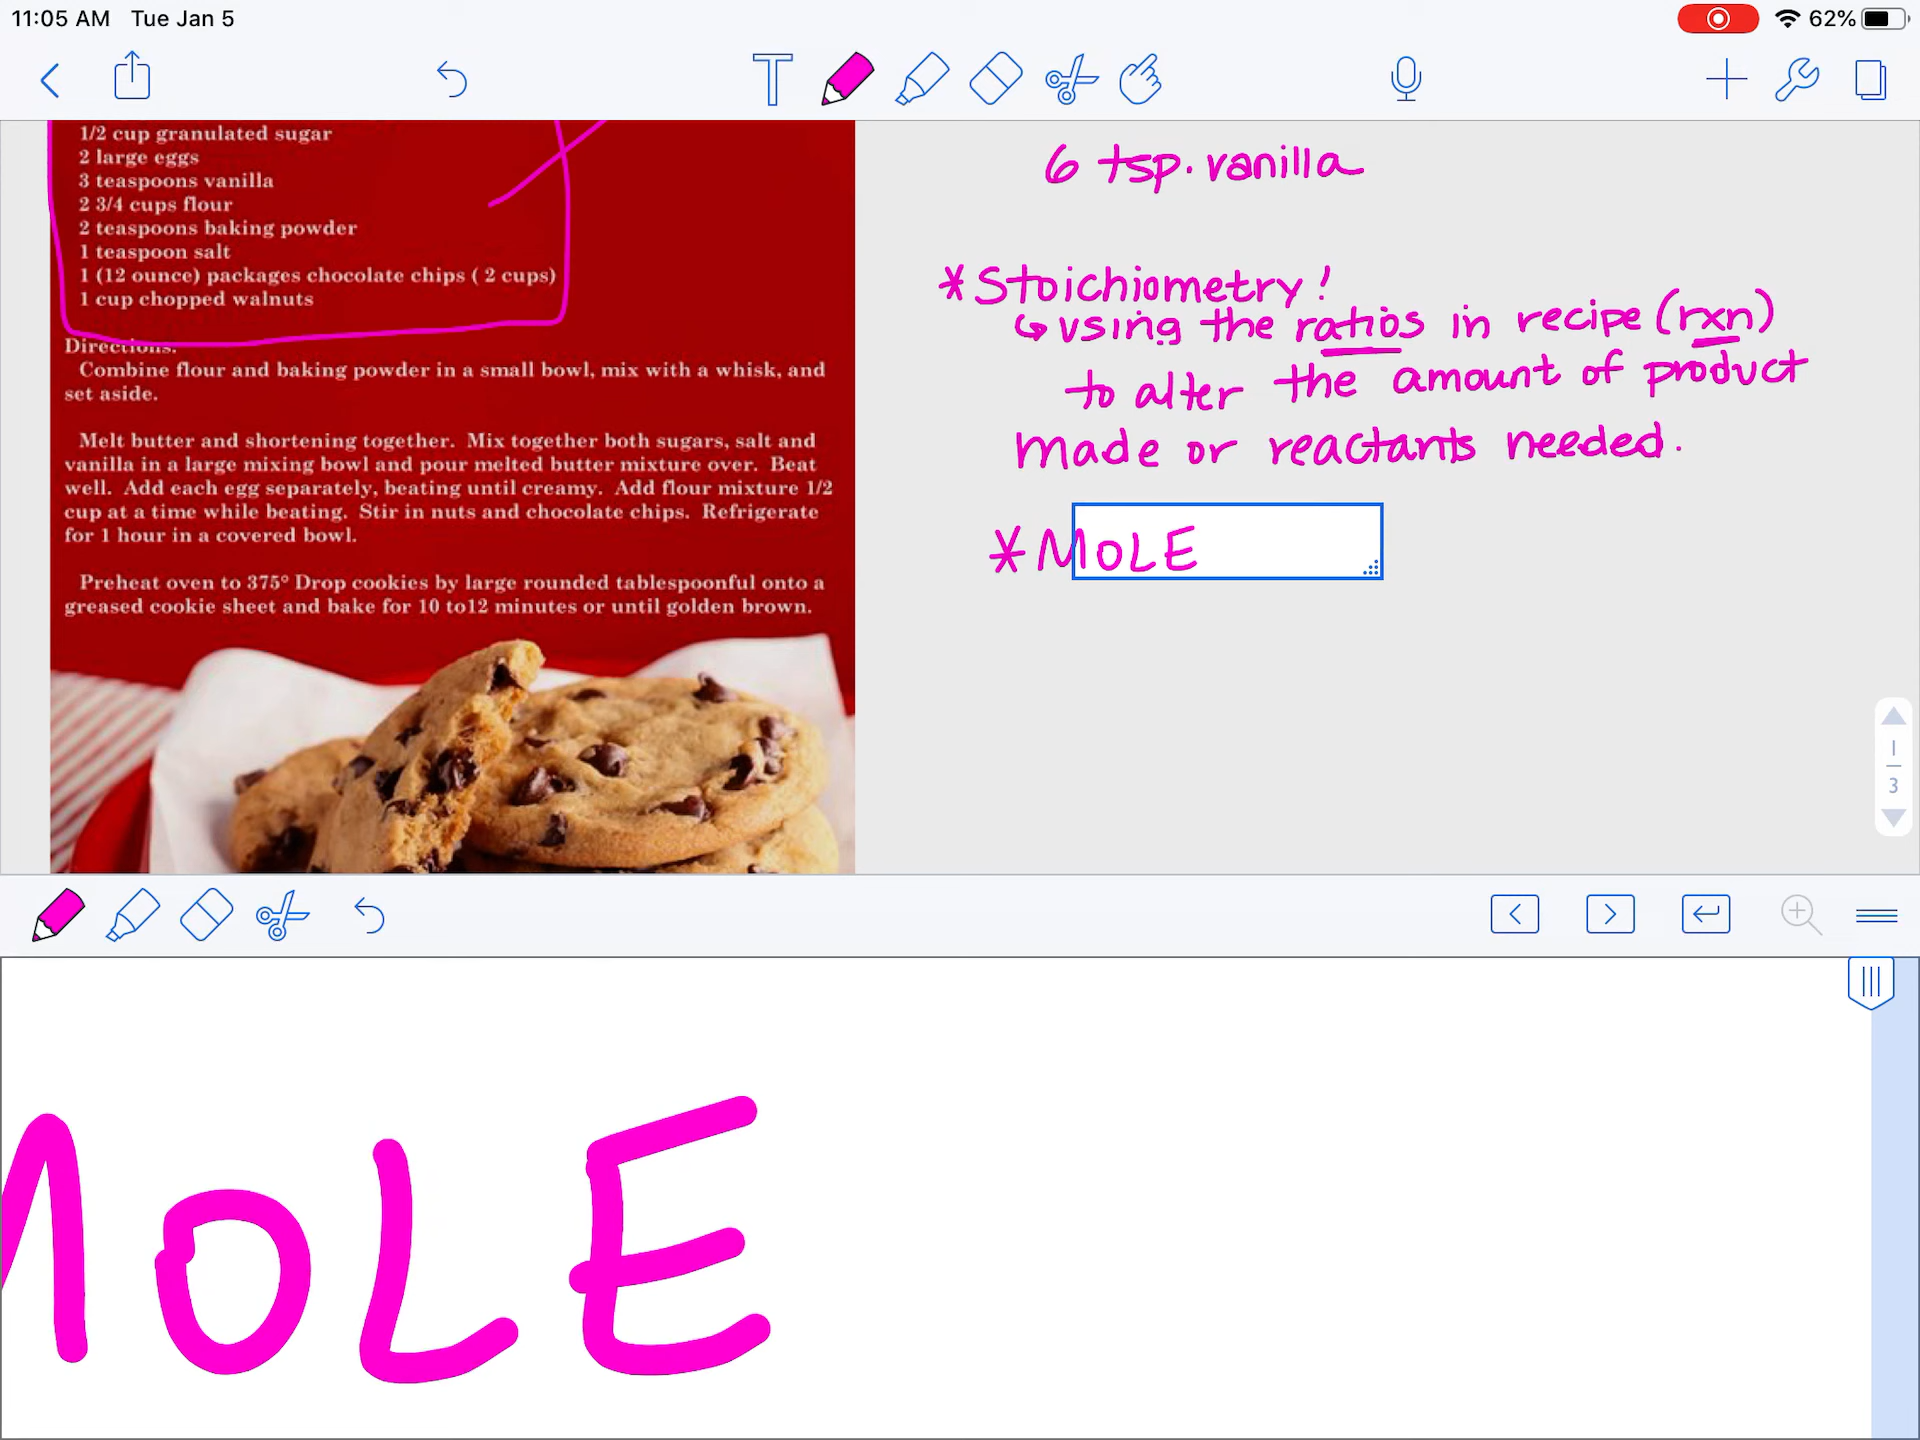 11:05 AM Tue Jan 5
62%
T
1/2 cup granulated sugar
2 large eggs
3 teaspoons vanilla
2 3/4 cups flour
2 teaspoons baking powder
1 teaspoon salt
1 (12 ounce) packages chocolate chips ( 2 cups)
1 cup chopped walnuts
Directions:
Combine flour and baking powder in a small bowl, mix with a whisk, and
set aside.
Melt butter and shortening together. Mix together both sugars, salt and
vanilla in a large mixing bowl and pour melted butter mixture over. Beat
well. Add each egg separately, beating until creamy. Add flour mixture 1/2
cup at a time while beating. Stir in nuts and chocolate chips. Refrigerate
for 1 hour in a covered bowl.
Preheat oven to 375° Drop cookies by large rounded tablespoonful onto a
greased cookie sheet and bake for 10 to12 minutes or until golden brown.
6 tsp. vanilla
*Stoichiometry!
↳ using the ratios in recipe (rxn)
to alter the amount of product
made or reactants needed.
*MOLE
1
3
MOLE